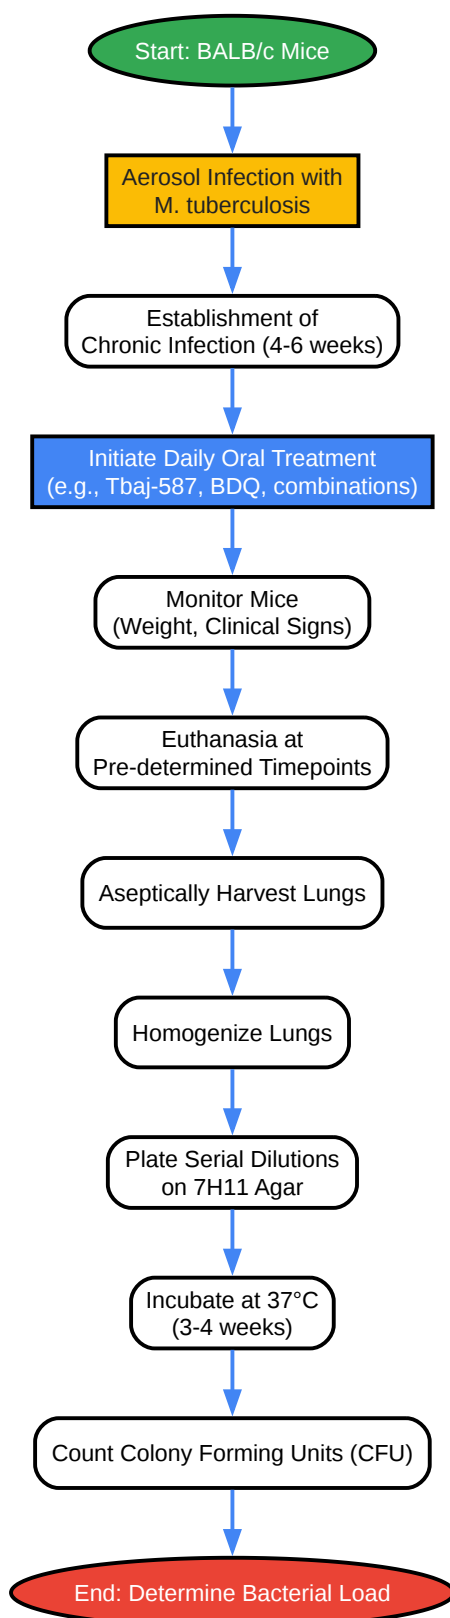 Start: BALB/c Mice
Aerosol Infection with
M. tuberculosis
Establishment of
Chronic Infection (4-6 weeks)
Initiate Daily Oral Treatment
(e.g., Tbaj-587, BDQ, combinations)
Monitor Mice
(Weight, Clinical Signs)
Euthanasia at
Pre-determined Timepoints
Aseptically Harvest Lungs
Homogenize Lungs
Plate Serial Dilutions
on 7H11 Agar
Incubate at 37°C
(3-4 weeks)
Count Colony Forming Units (CFU)
End: Determine Bacterial Load